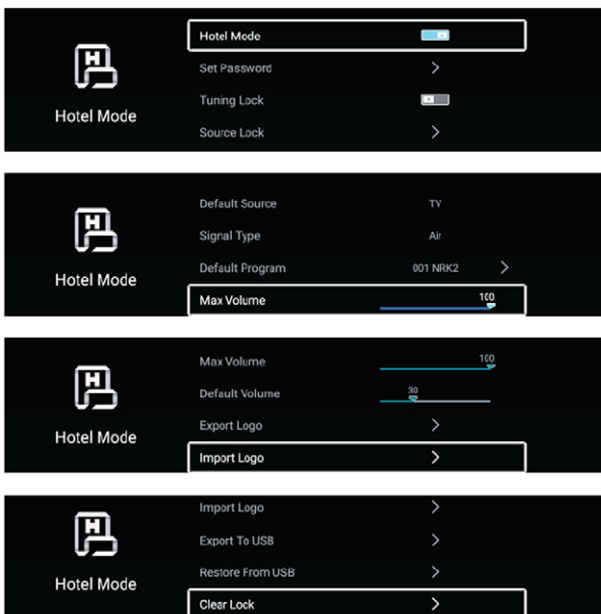 Hotel Mode
Set Password
Tuning Lock
Source Lock
H
Hotel Mode
Default Source TV
Signal Type Air
Default Program 001 NRK2
Max Volume 100
H
Hotel Mode
Max Volume 100
Default Volume 30
Export Logo
Import Logo
H
Hotel Mode
Import Logo
Export To USB
Restore From USB
Clear Lock
H
Hotel Mode